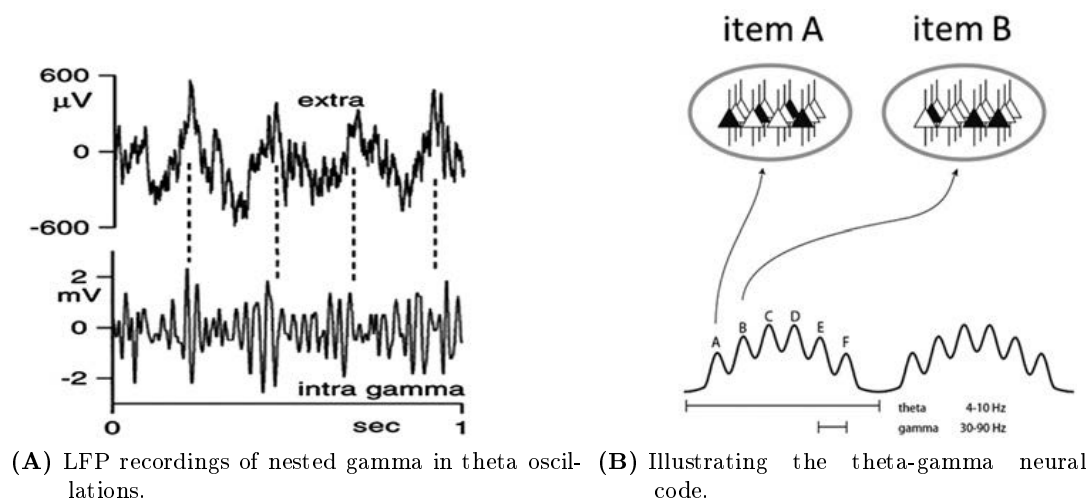 600
μV
extra
0
-600
2
mV
0
-2
intra gamma
0 sec 1
(A) LFP recordings of nested gamma in theta oscil-
lations.
item A item B
A B C D E F
theta 4-10 Hz
gamma 30-90 Hz
(B) Illustrating the theta-gamma neural
code.